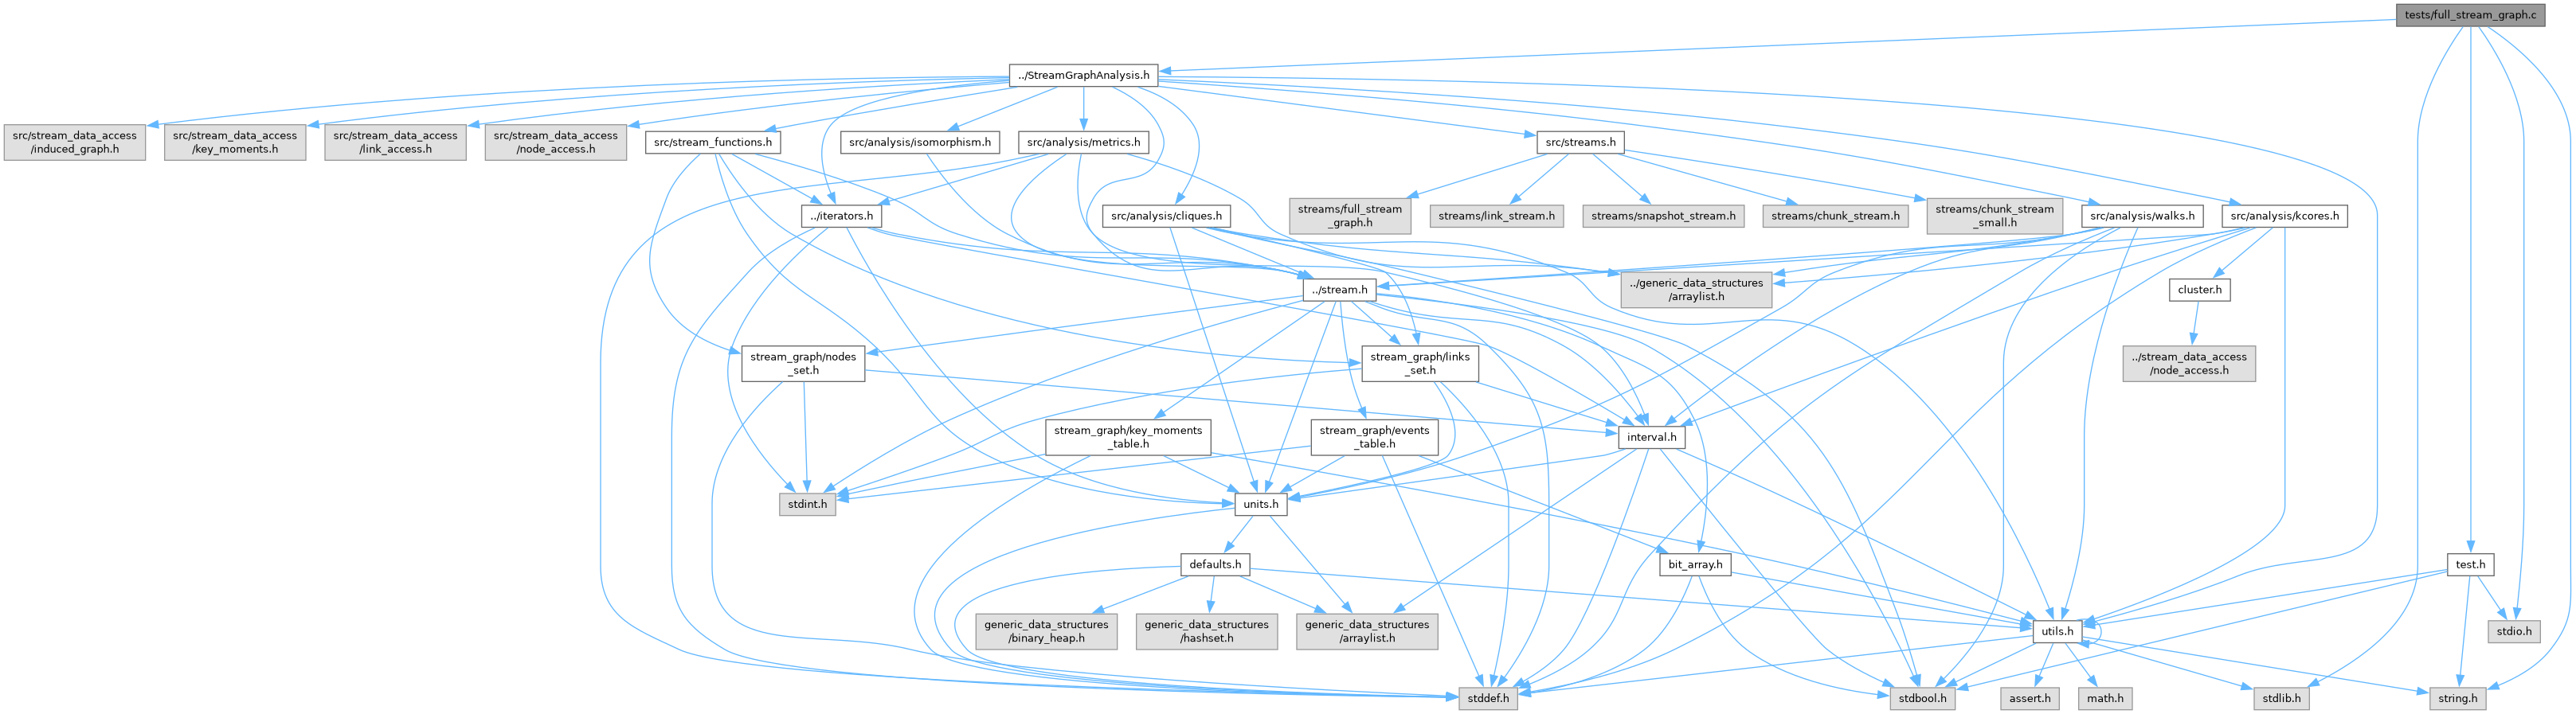 tests/full_stream_graph.c
../StreamGraphAnalysis.h
src/stream_data_access
/induced_graph.h
src/stream_data_access
/key_moments.h
src/stream_data_access
/link_access.h
src/stream_data_access
/node_access.h
src/stream_functions.h
src/analysis/isomorphism.h
src/analysis/metrics.h
src/streams.h
../iterators.h
src/analysis/cliques.h
streams/full_stream
_graph.h
streams/link_stream.h
streams/snapshot_stream.h
streams/chunk_stream.h
streams/chunk_stream
_small.h
src/analysis/walks.h
src/analysis/kcores.h
../stream.h
../generic_data_structures
/arraylist.h
cluster.h
stream_graph/nodes
_set.h
stream_graph/links
_set.h
../stream_data_access
/node_access.h
stream_graph/key_moments
_table.h
stream_graph/events
_table.h
interval.h
stdint.h
units.h
defaults.h
bit_array.h
test.h
generic_data_structures
/binary_heap.h
generic_data_structures
/hashset.h
generic_data_structures
/arraylist.h
utils.h
stdio.h
stddef.h
stdbool.h
assert.h
math.h
stdlib.h
string.h